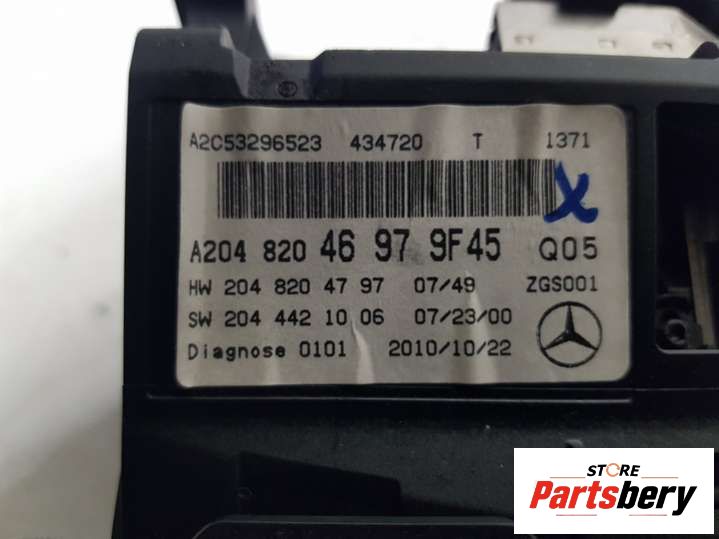 A2C53296523 434720 T 1371
X
A204 820 46 97 9F45 Q05
HW 204 820 47 97 07/49 ZGS001
SW 204 442 10 06 07/23/00
Diagnose 0101 2010/10/22
STORE
Partsbery